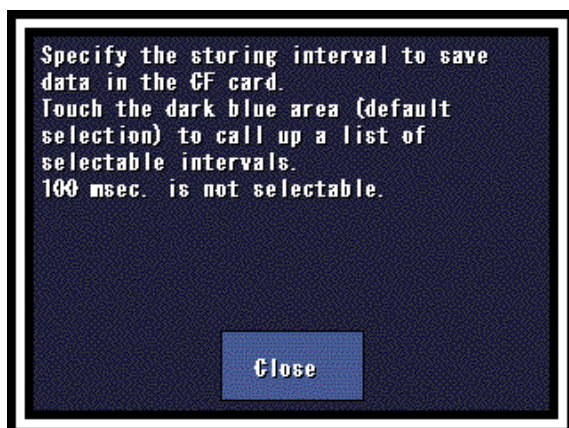 Specify the storing interval to save
data in the CF card.
Touch the dark blue area (default
selection) to call up a list of
selectable intervals.
100 msec. is not selectable.
Close